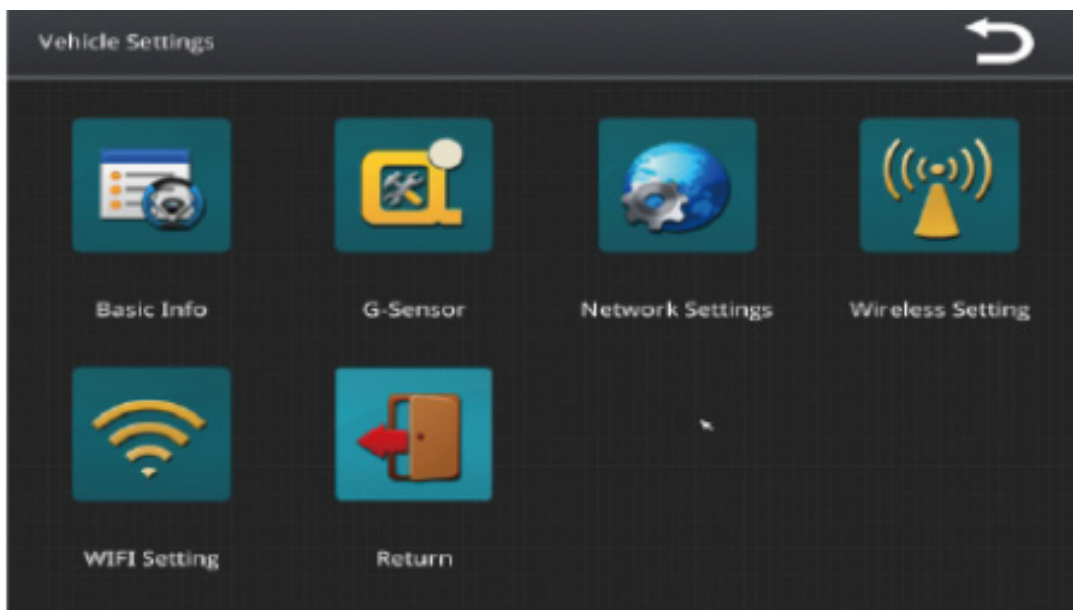 Vehicle Settings
Basic Info
G-Sensor
Network Settings
Wireless Setting
WIFI Setting
Return